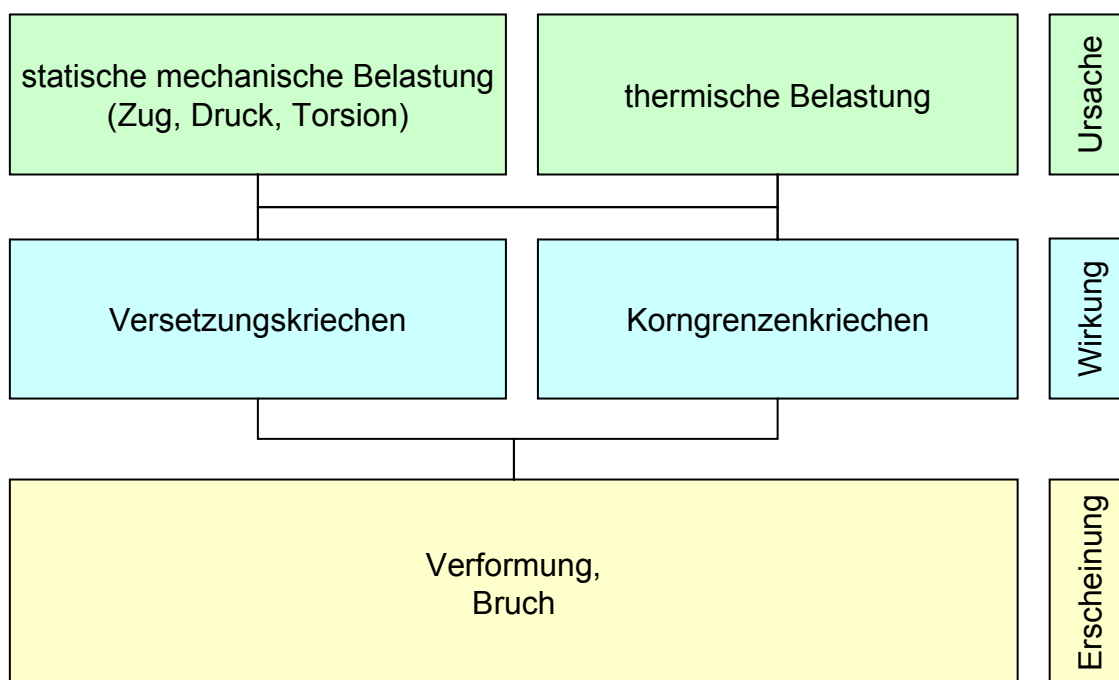 statische mechanische Belastung
(Zug, Druck, Torsion)
thermische Belastung
Ursache
Versetzungskriechen
Korngrenzenkriechen
Wirkung
Verformung,
Bruch
Erscheinung